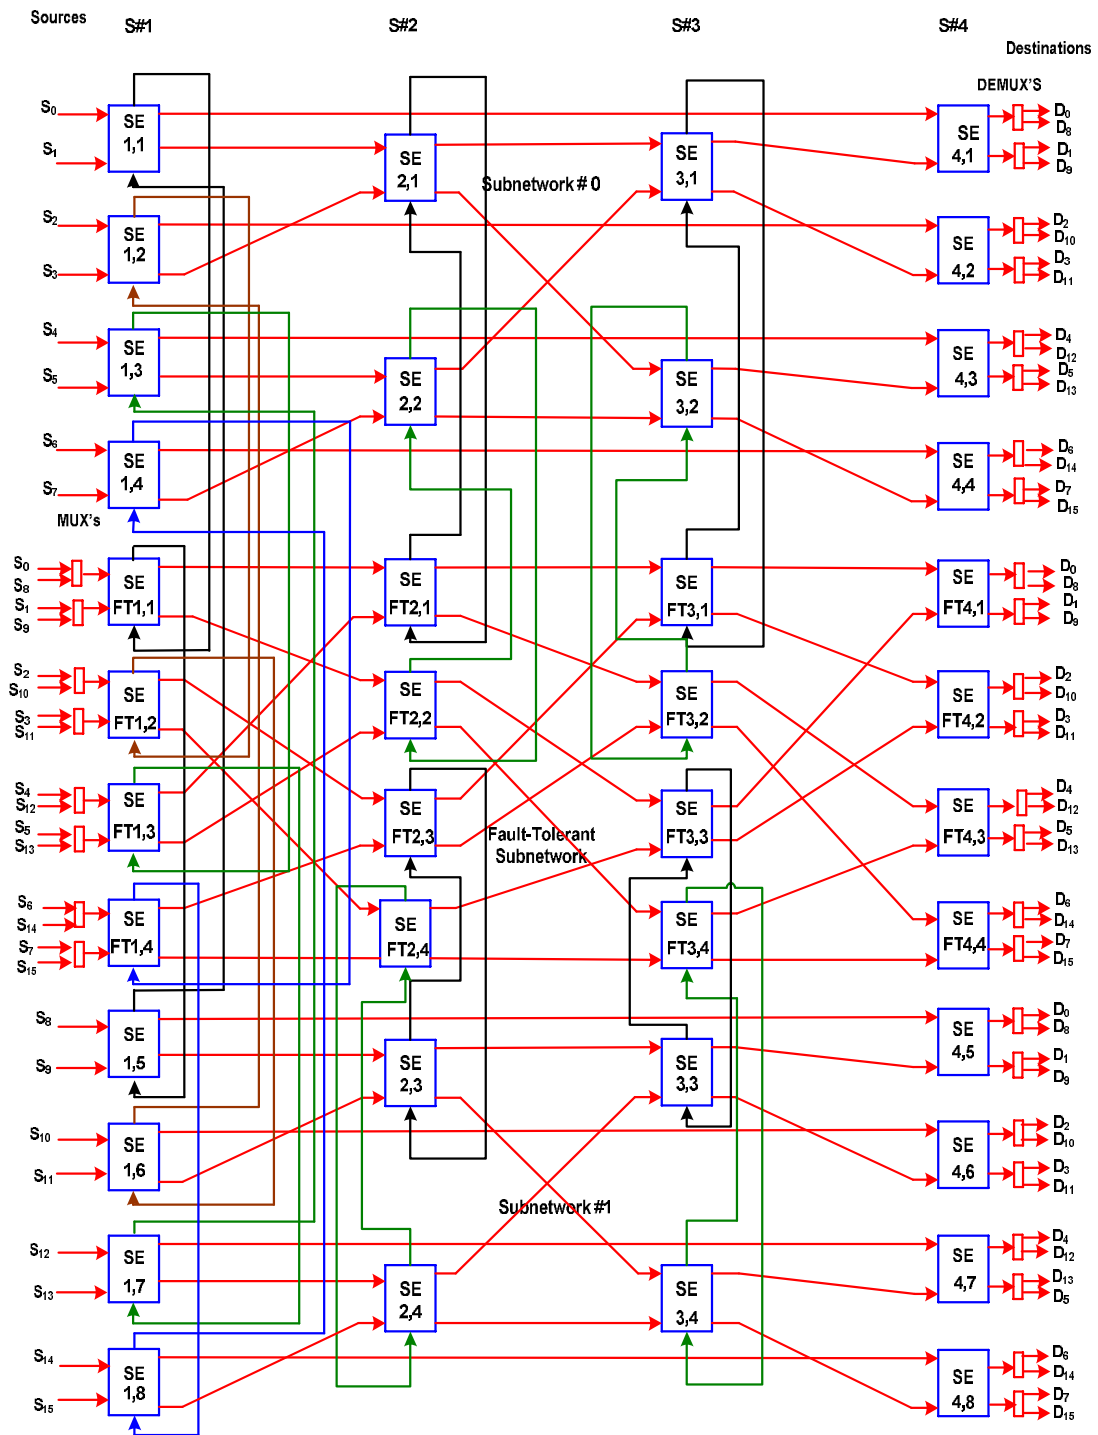 Sources
S#1
S#2
S#3
S#4
Destinations
DEMUX'S
S0
S1
SE
1,1
SE
2,1
Subnetwork # 0
SE
3,1
SE
4,1
D0
D8
D1
D9
S2
S3
SE
1,2
SE
4,2
D2
D10
D3
D11
S4
S5
SE
1,3
SE
2,2
SE
3,2
SE
4,3
D4
D12
D5
D13
S6
S7
SE
1,4
SE
4,4
D6
D14
D7
D15
MUX's
S0
S8
S1
S9
SE
FT1,1
SE
FT2,1
SE
FT3,1
SE
FT4,1
D0
D8
D1
D9
S2
S10
S3
S11
SE
FT1,2
SE
FT2,2
SE
FT3,2
SE
FT4,2
D2
D10
D3
D11
S4
S12
S5
S13
SE
FT1,3
SE
FT2,3
Fault-Tolerant
Subnetwork
SE
FT3,3
SE
FT4,3
D4
D12
D5
D13
S6
S14
S7
S15
SE
FT1,4
SE
FT2,4
SE
FT3,4
SE
FT4,4
D6
D14
D7
D15
S8
S9
SE
1,5
SE
2,3
SE
3,3
SE
4,5
D0
D8
D1
D9
S10
S11
SE
1,6
SE
4,6
D2
D10
D3
D11
Subnetwork #1
S12
S13
SE
1,7
SE
2,4
SE
3,4
SE
4,7
D4
D12
D13
D5
S14
S15
SE
1,8
SE
4,8
D6
D14
D7
D15